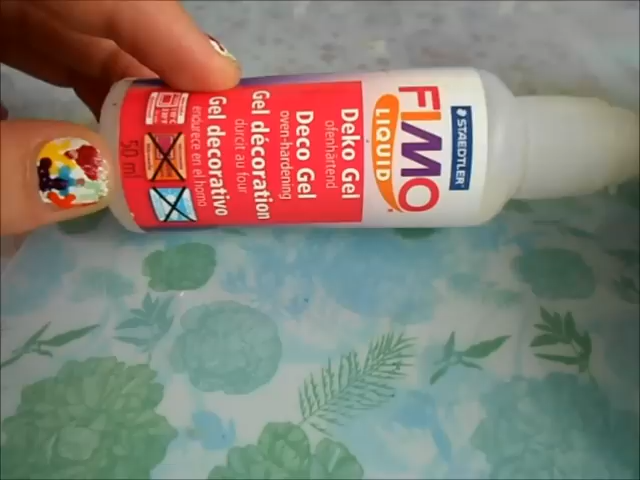 STAEDTLER
FIMO
LIQUID
Deko Gel
ofenhärtend
Deco Gel
oven-hardening
Gel décoration
durcit au four
Gel decorativo
endurece en el horno
50 ml